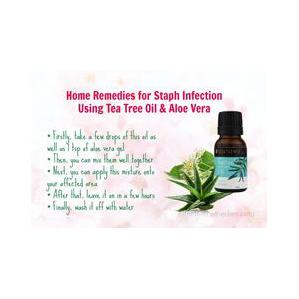 Home Remedies for Staph Infection
Using Tea Tree Oil & Aloe Vera
• Firstly, take a few drops of this oil
as well as 1 tsp of aloe vera gel
• Then, you can mix them well together
• Next, you can apply this mixture onto
your affected area
• After that, leave it on in a few hours
• Finally, wash it off with water